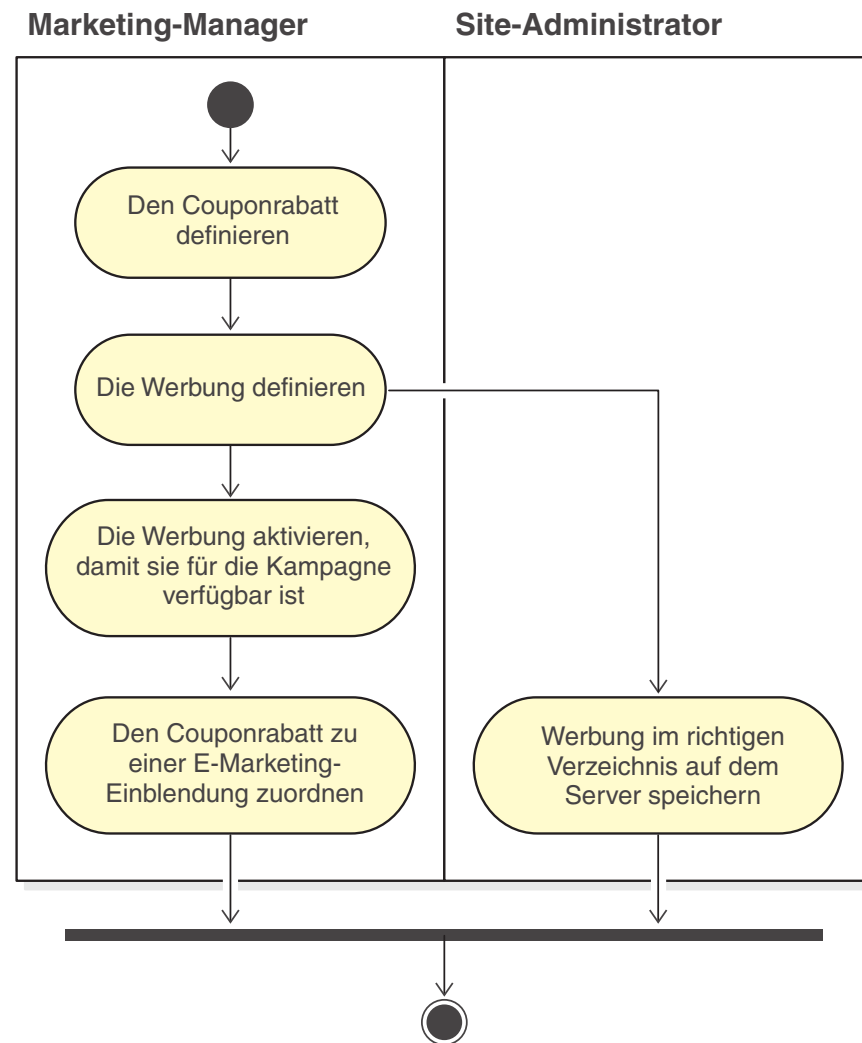 Marketing-Manager
Site-Administrator
Den Couponrabatt
definieren
Die Werbung definieren
Die Werbung aktivieren,
damit sie für die Kampagne
verfügbar ist
Den Couponrabatt zu
einer E-Marketing-
Einblendung zuordnen
Werbung im richtigen
Verzeichnis auf dem
Server speichern